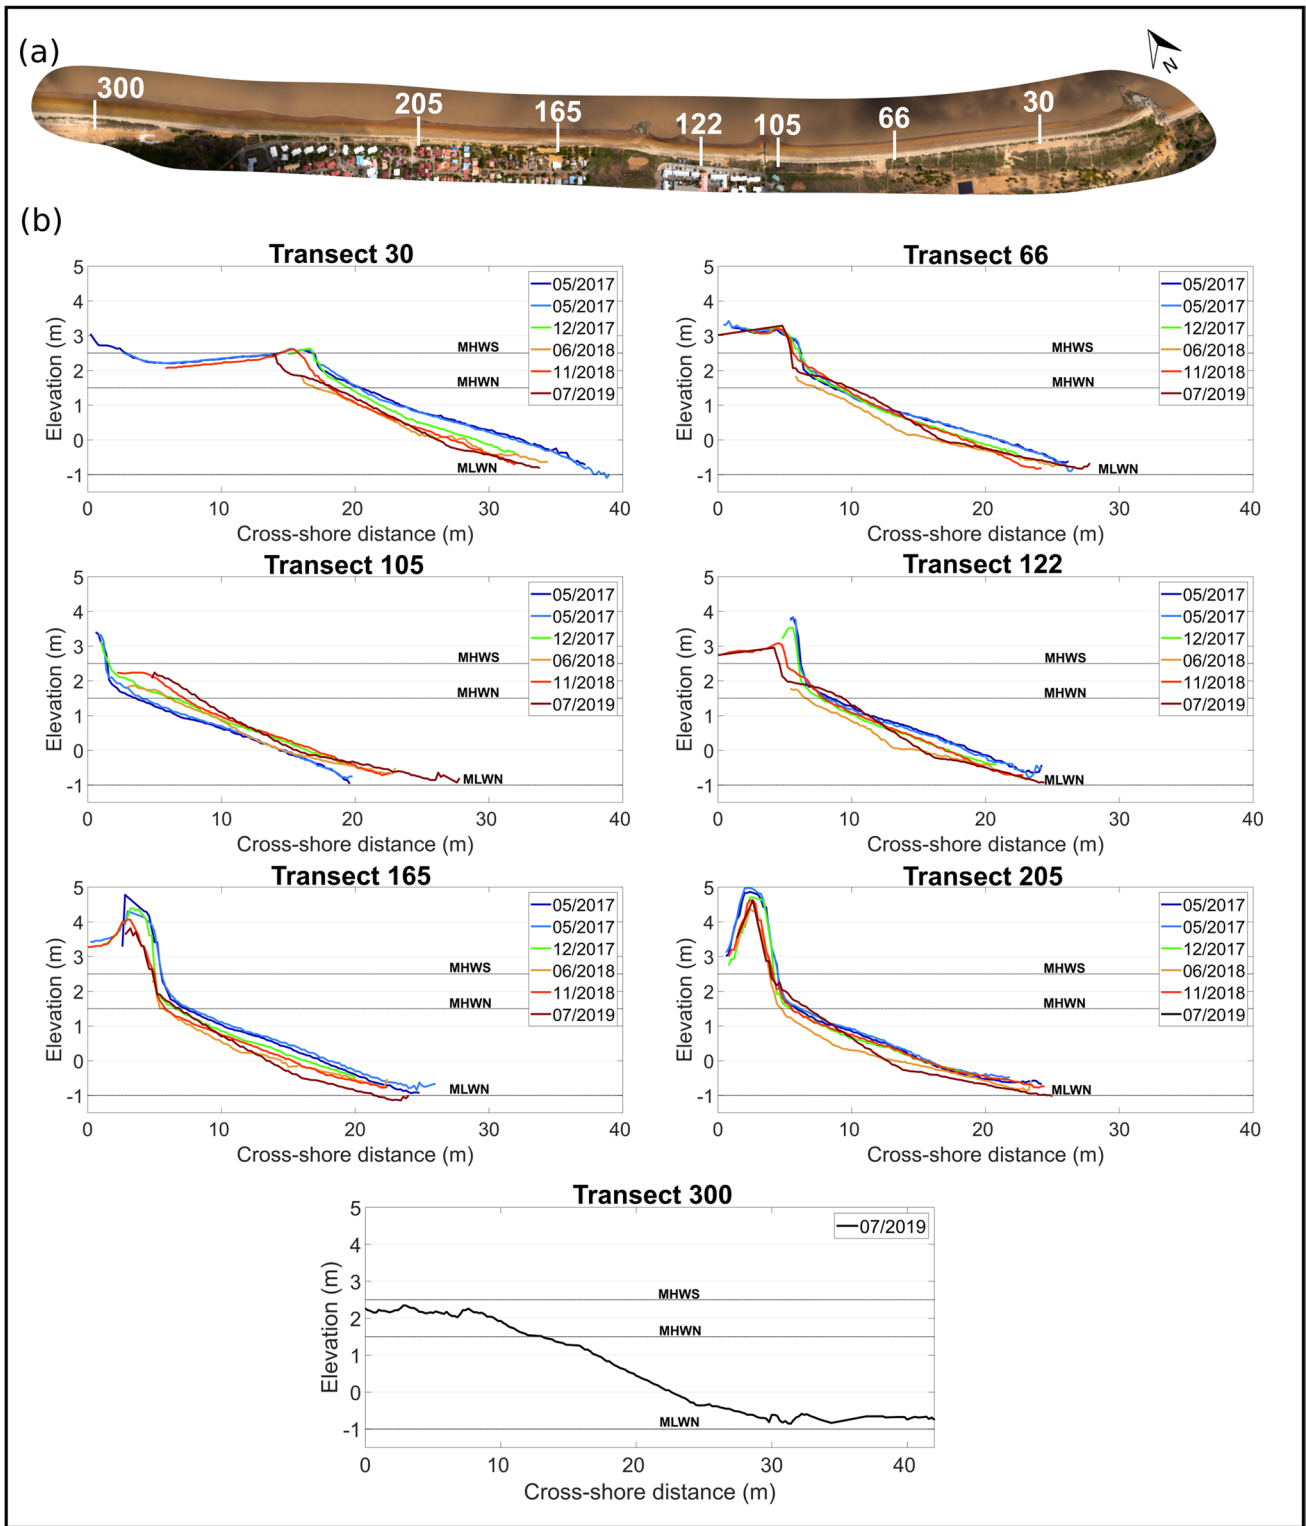 (a)
N
300
205
165
122
105
66
30
(b)
Transect 30
5
4
3
2
1
0
-1
Elevation (m)
MHWS
MHWN
MLWN
05/2017
05/2017
12/2017
06/2018
11/2018
07/2019
0
10
20
30
40
Cross-shore distance (m)
Transect 66
5
4
3
2
1
0
-1
Elevation (m)
MHWS
MHWN
MLWN
05/2017
05/2017
12/2017
06/2018
11/2018
07/2019
0
10
20
30
40
Cross-shore distance (m)
Transect 105
5
4
3
2
1
0
-1
Elevation (m)
MHWS
MHWN
MLWN
05/2017
05/2017
12/2017
06/2018
11/2018
07/2019
0
10
20
30
40
Cross-shore distance (m)
Transect 122
5
4
3
2
1
0
-1
Elevation (m)
MHWS
MHWN
MLWN
05/2017
05/2017
12/2017
06/2018
11/2018
07/2019
0
10
20
30
40
Cross-shore distance (m)
Transect 165
5
4
3
2
1
0
-1
Elevation (m)
MHWS
MHWN
MLWN
05/2017
05/2017
12/2017
06/2018
11/2018
07/2019
0
10
20
30
40
Cross-shore distance (m)
Transect 205
5
4
3
2
1
0
-1
Elevation (m)
MHWS
MHWN
MLWN
05/2017
05/2017
12/2017
06/2018
11/2018
07/2019
0
10
20
30
40
Cross-shore distance (m)
Transect 300
5
4
3
2
1
0
-1
Elevation (m)
MHWS
MHWN
MLWN
07/2019
0
10
20
30
40
Cross-shore distance (m)